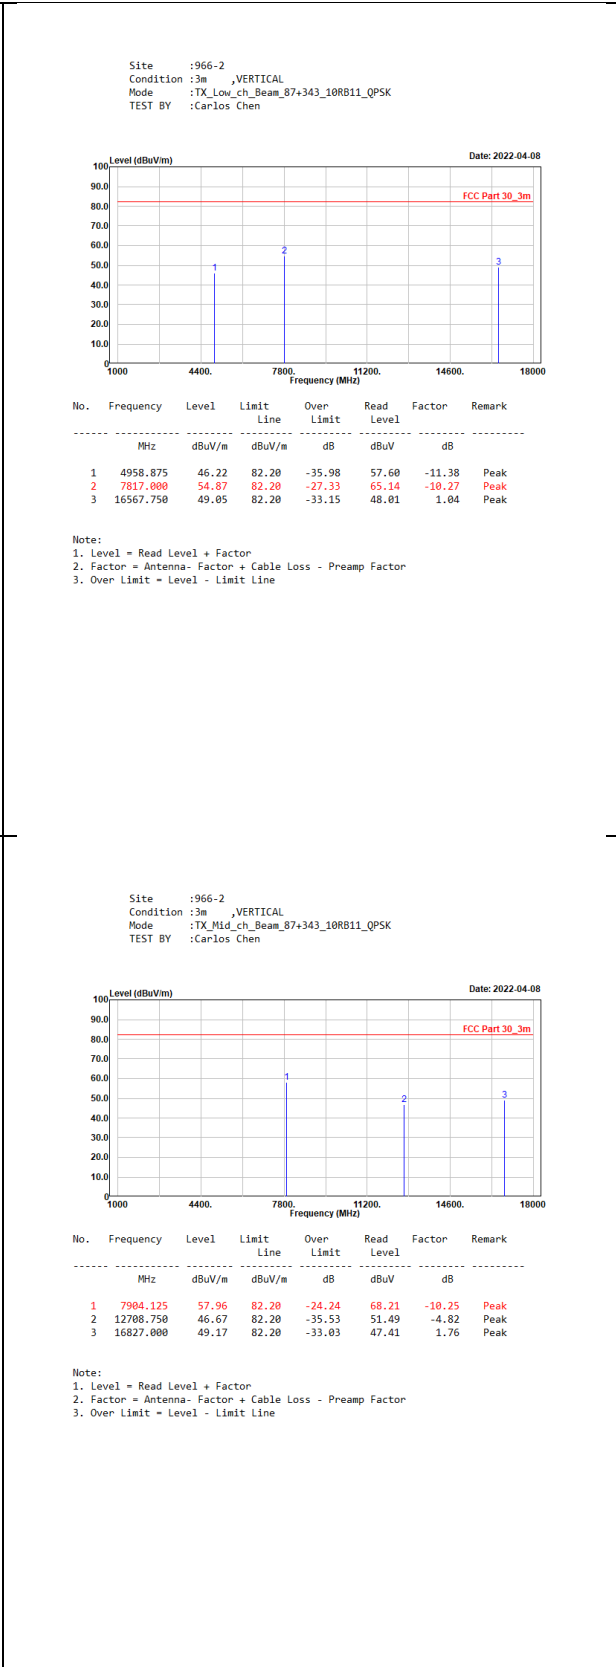 Site      :966-2
Condition :3m    ,VERTICAL
Mode      :TX_Low_ch_Beam_87+343_10RB11_QPSK
TEST BY   :Carlos Chen
Level (dBuV/m)
Date: 2022-04-08
100
90.0
FCC Part 30_3m
80.0
70.0
60.0
2
50.0
1
3
40.0
30.0
20.0
10.0
0
1000 4400. 7800. 11200. 14600. 18000
Frequency (MHz)
No. Frequency Level Limit Over Read Factor Remark
Line Limit Level
------ ----------- -------- --------- --------- --------- -------- ---------
MHz dBuV/m dBuV/m dB dBuV dB
1 4958.875 46.22 82.20 -35.98 57.60 -11.38 Peak
2 7817.000 54.87 82.20 -27.33 65.14 -10.27 Peak
3 16567.750 49.05 82.20 -33.15 48.01 1.04 Peak
Note:
1. Level = Read Level + Factor
2. Factor = Antenna- Factor + Cable Loss - Preamp Factor
3. Over Limit = Level - Limit Line
Site      :966-2
Condition :3m    ,VERTICAL
Mode      :TX_Mid_ch_Beam_87+343_10RB11_QPSK
TEST BY   :Carlos Chen
Level (dBuV/m)
Date: 2022-04-08
100
90.0
FCC Part 30_3m
80.0
70.0
60.0
1
50.0
2
3
40.0
30.0
20.0
10.0
0
1000 4400. 7800. 11200. 14600. 18000
Frequency (MHz)
No. Frequency Level Limit Over Read Factor Remark
Line Limit Level
------ ----------- -------- --------- --------- --------- -------- ---------
MHz dBuV/m dBuV/m dB dBuV dB
1 7904.125 57.96 82.20 -24.24 68.21 -10.25 Peak
2 12708.750 46.67 82.20 -35.53 51.49 -4.82 Peak
3 16827.000 49.17 82.20 -33.03 47.41 1.76 Peak
Note:
1. Level = Read Level + Factor
2. Factor = Antenna- Factor + Cable Loss - Preamp Factor
3. Over Limit = Level - Limit Line